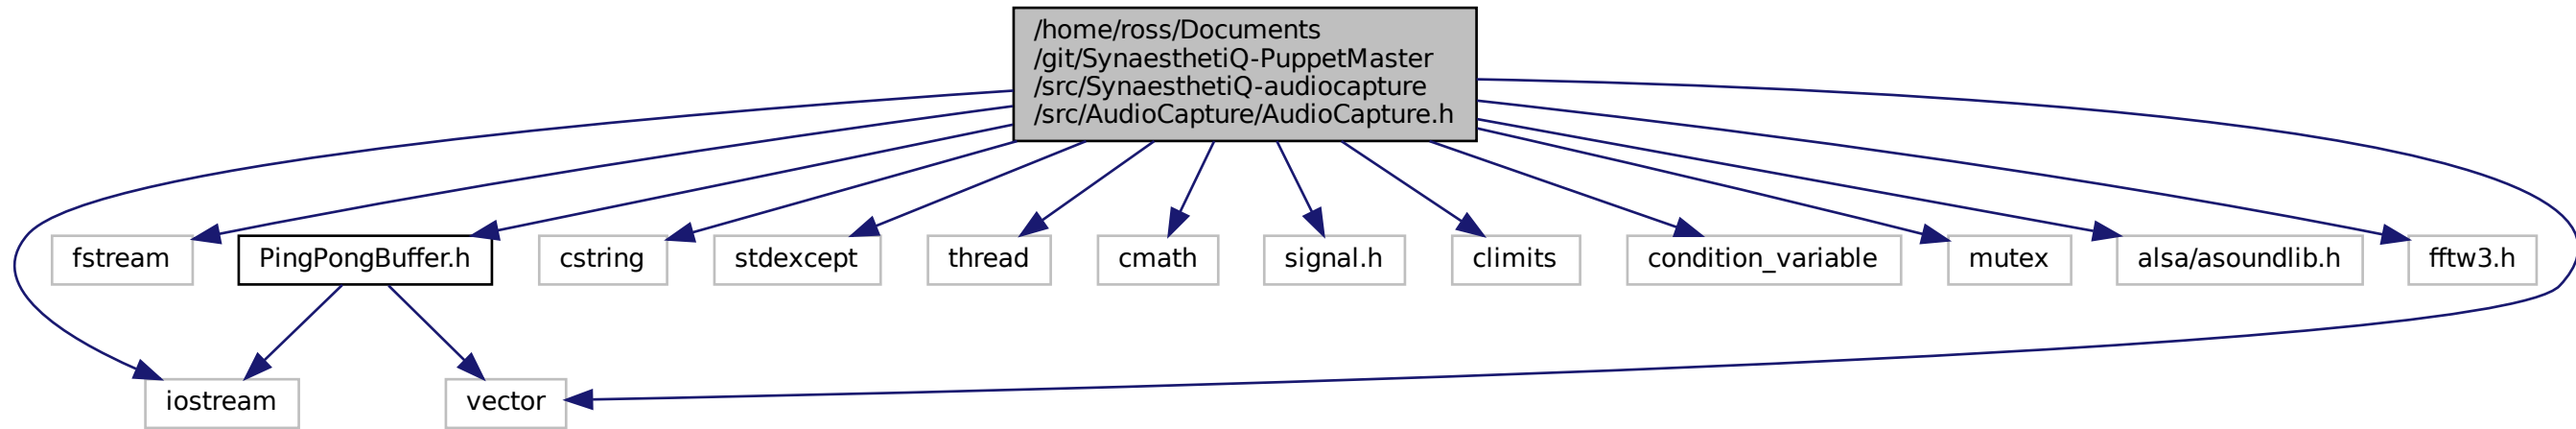 /home/ross/Documents
/git/SynaesthetiQ-PuppetMaster
/src/SynaesthetiQ-audiocapture
/src/AudioCapture/AudioCapture.h
fstream
PingPongBuffer.h
cstring
stdexcept
thread
cmath
signal.h
climits
condition_variable
mutex
alsa/asoundlib.h
fftw3.h
iostream
vector